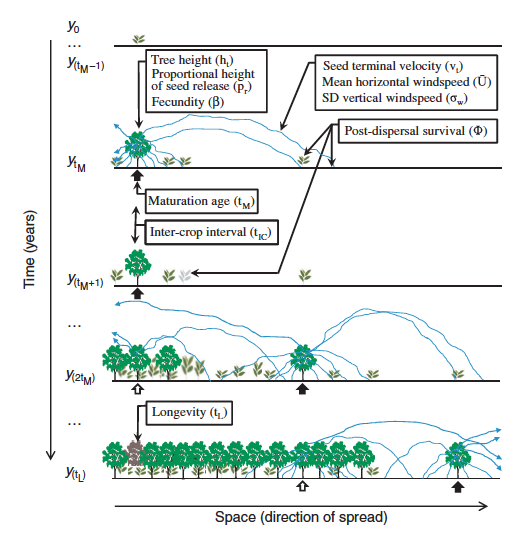 y0
...
y(tM−1)
Tree height (ht)
Proportional height
of seed release (pr)
Fecundity (β)
Seed terminal velocity (vt)
Mean horizontal windspeed (Ū)
SD vertical windspeed (σw)
Post-dispersal survival (Φ)
ytM
Maturation age (tM)
Inter-crop interval (tIC)
Time (years)
y(tM+1)
...
y(2tM)
Longevity (tL)
...
y(tL)
Space (direction of spread)